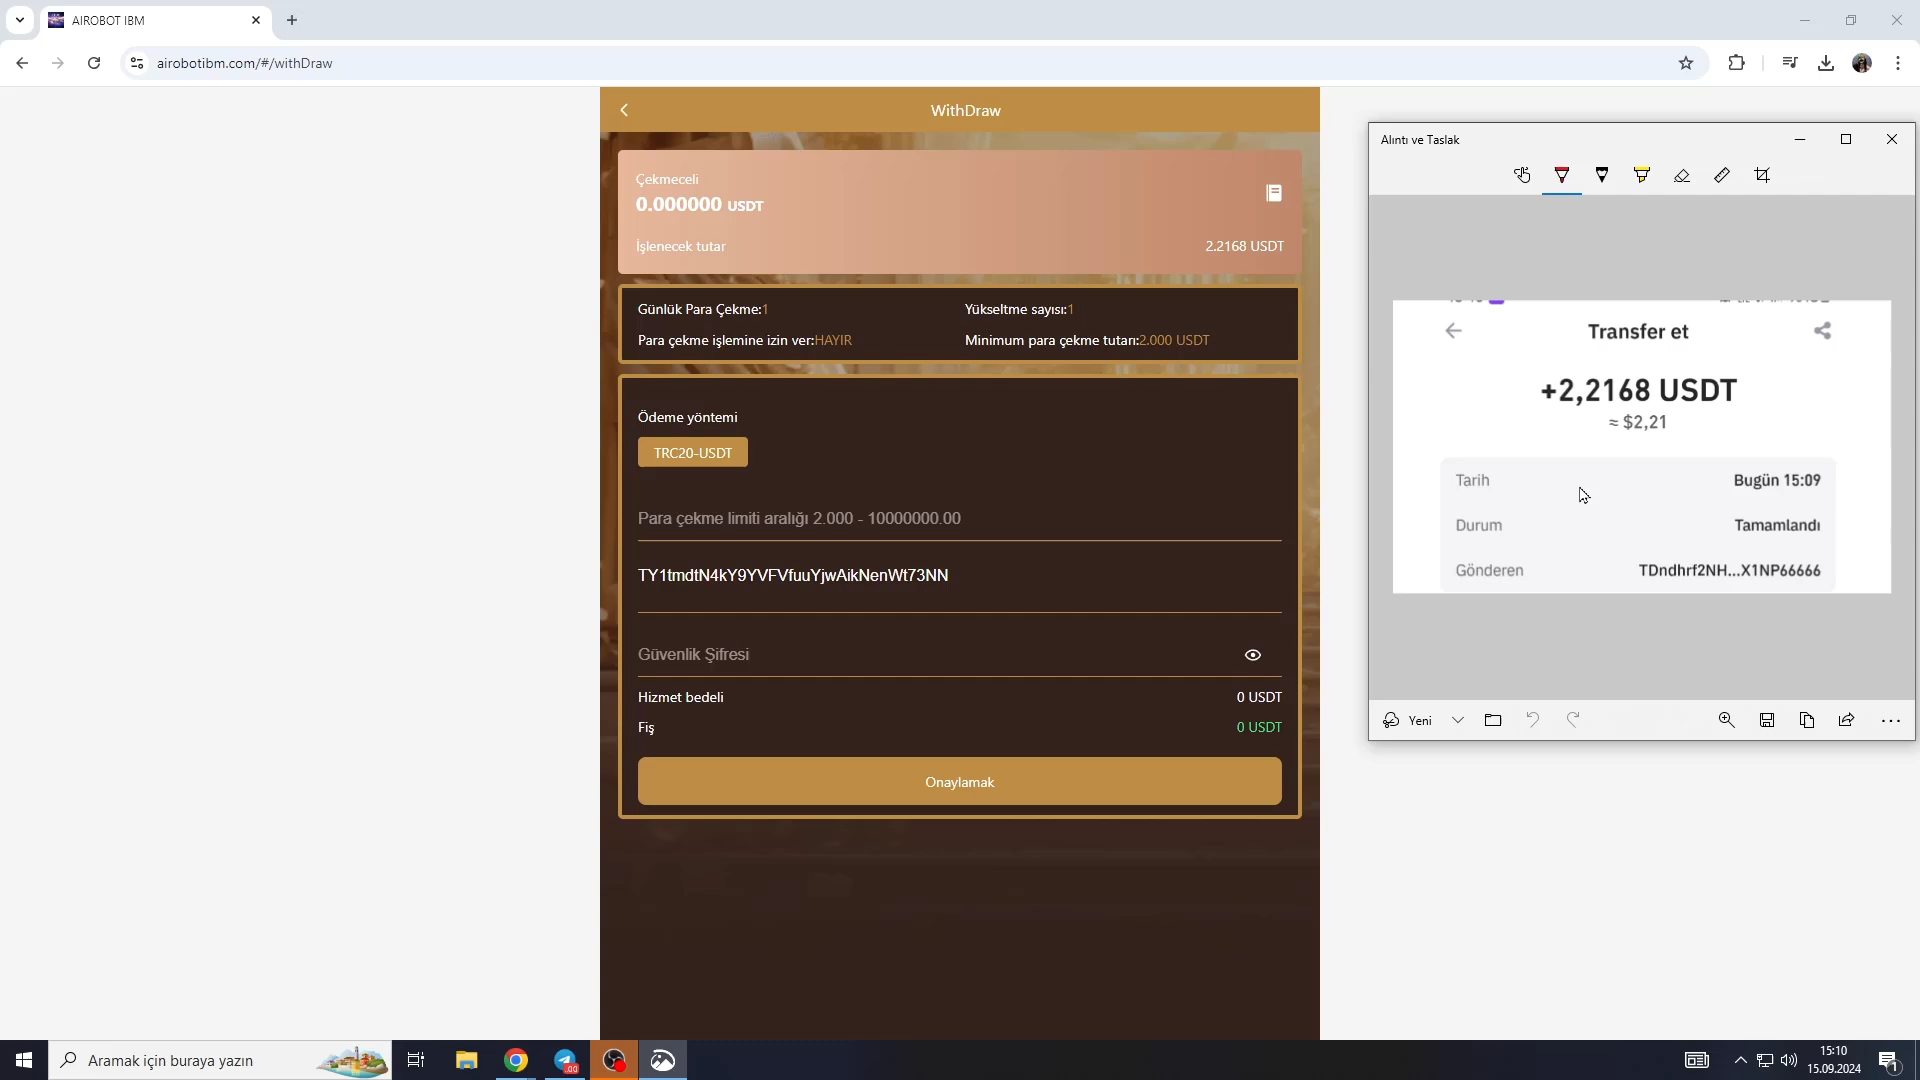 AIROBOT IBM
airobotibm.com/#/withDraw
WithDraw
Çekmeceli
0.000000 USDT
İşlenecek tutar
2.2168 USDT
Günlük Para Çekme:1
Yükseltme sayısı:1
Para çekme işlemine izin ver:HAYIR
Minimum para çekme tutarı:2.000 USDT
Ödeme yöntemi
TRC20-USDT
Para çekme limiti aralığı 2.000 - 10000000.00
TY1tmdtN4kY9YVFVfuuYjwAikNenWt73NN
Güvenlik Şifresi
Hizmet bedeli
0 USDT
Fiş
0 USDT
Onaylamak
Alıntı ve Taslak
Transfer et
+2,2168 USDT
≈ $2,21
Tarih
Bugün 15:09
Durum
Tamamlandı
Gönderen
TDndhrf2NH...X1NP66666
Yeni
Aramak için buraya yazın
15:10
15.09.2024
1